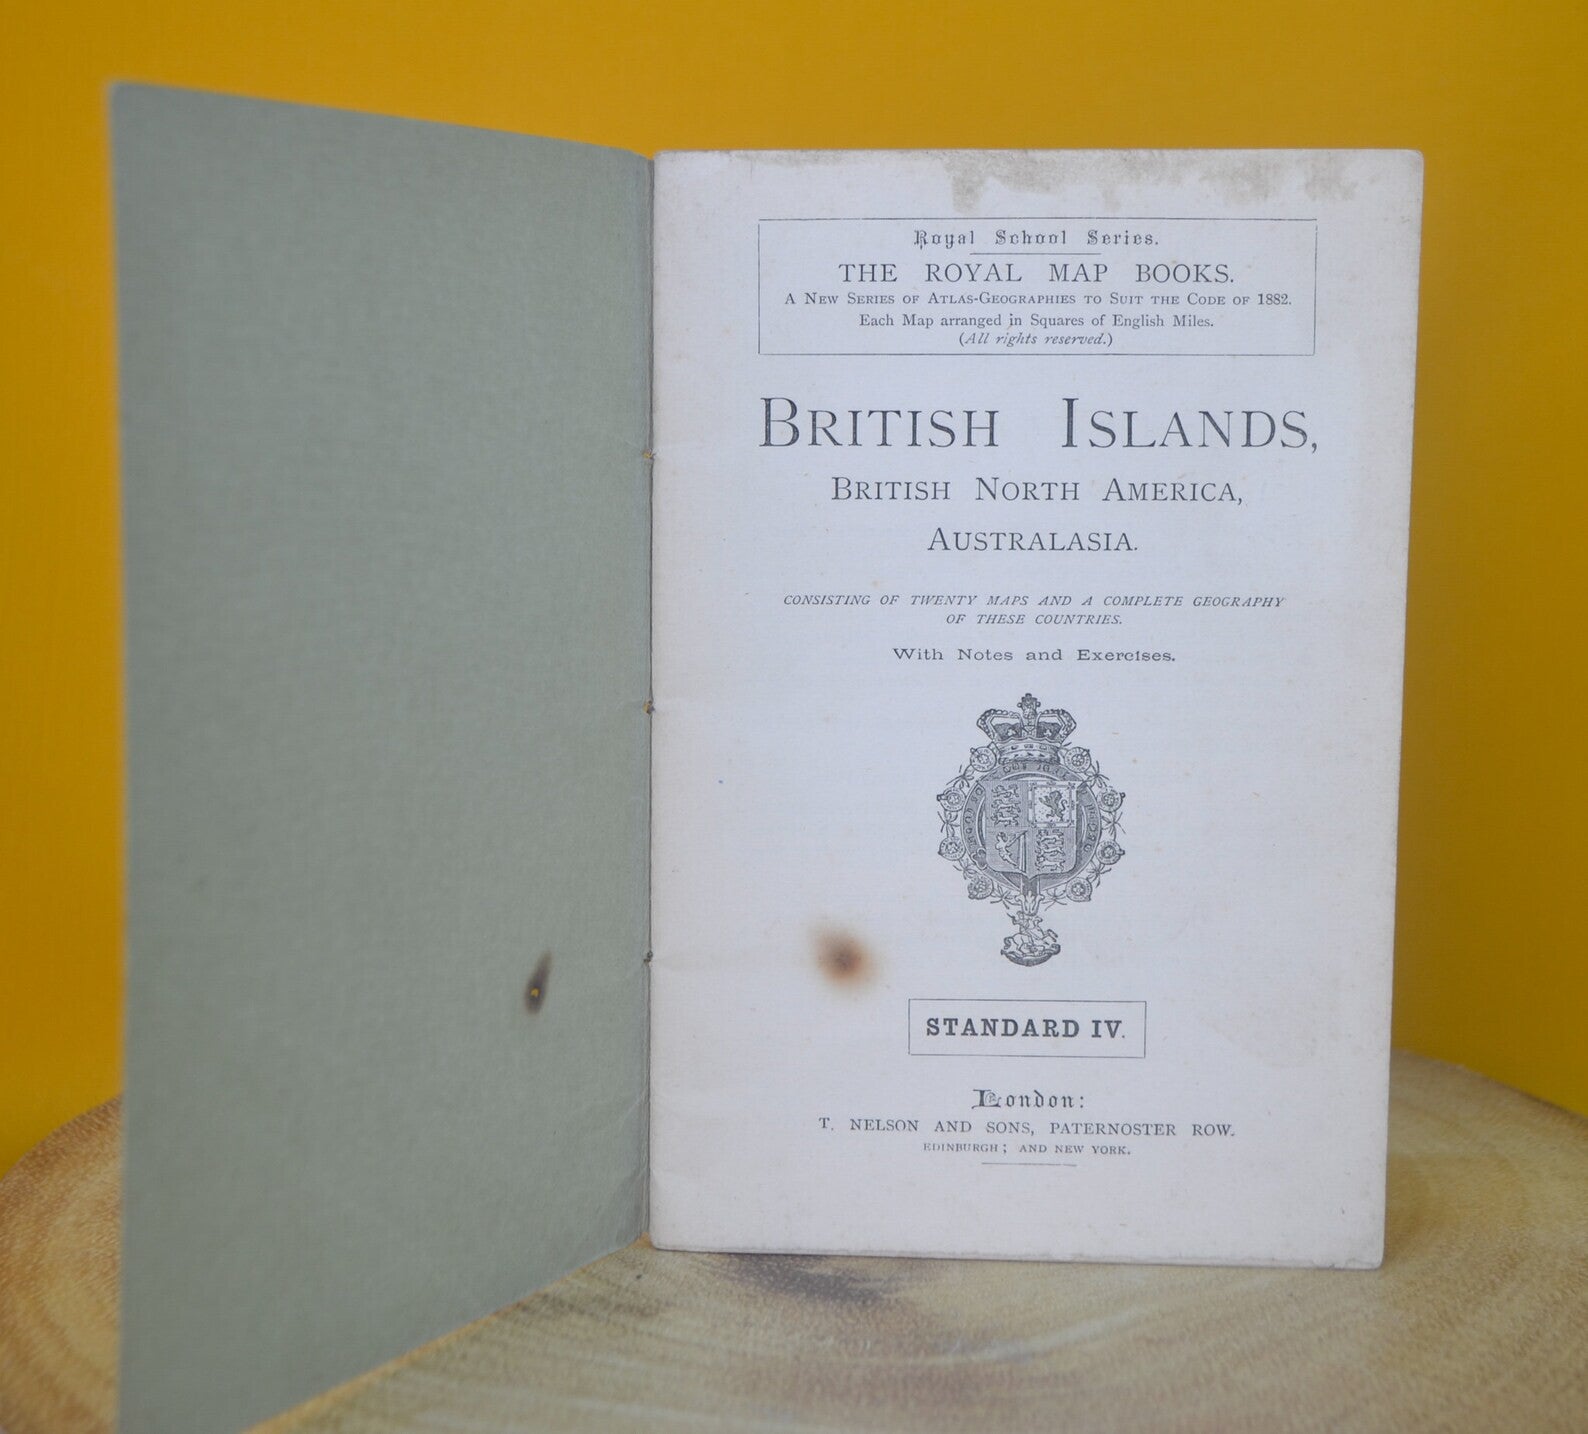 Royal School Series.
THE ROYAL MAP BOOKS.
A New Series of Atlas-Geographies to Suit the Code of 1882.
Each Map arranged in Squares of English Miles.
(All rights reserved.)
British Islands,
British North America,
Australasia.
CONSISTING OF TWENTY MAPS AND A COMPLETE GEOGRAPHY
OF THESE COUNTRIES.
With Notes and Exercises.
STANDARD IV.
London:
T. NELSON AND SONS, PATERNOSTER ROW.
EDINBURGH; AND NEW YORK.